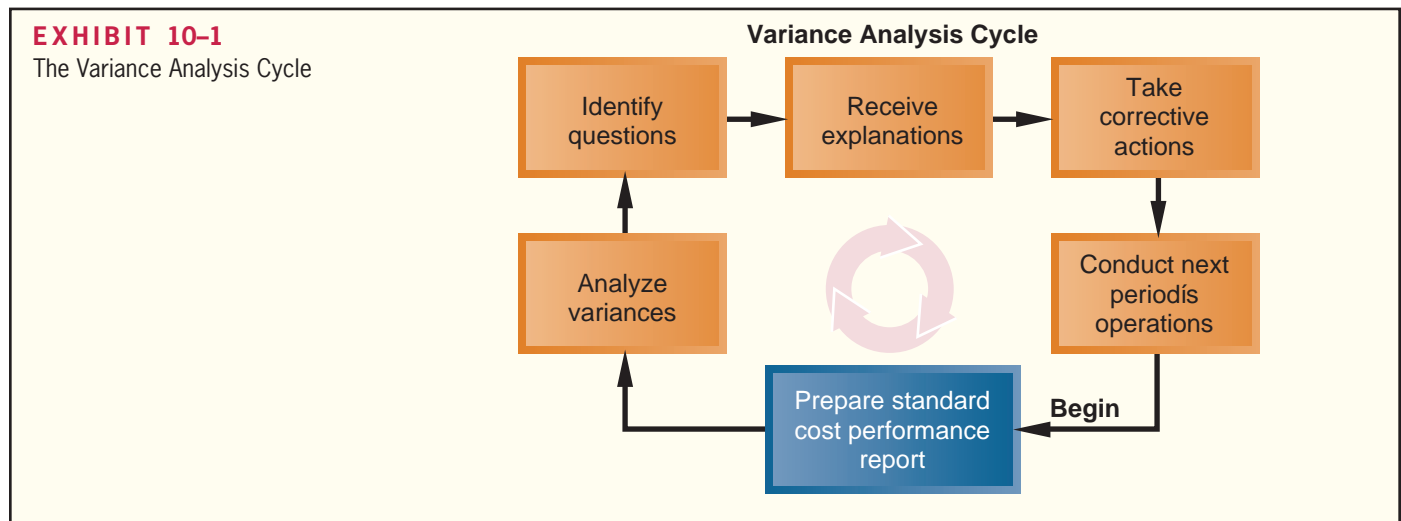 EXHIBIT 10–1
The Variance Analysis Cycle
Variance Analysis Cycle
Identify
questions
Receive
explanations
Take
corrective
actions
Analyze
variances
Conduct next
periodís
operations
Prepare standard
cost performance
report
Begin